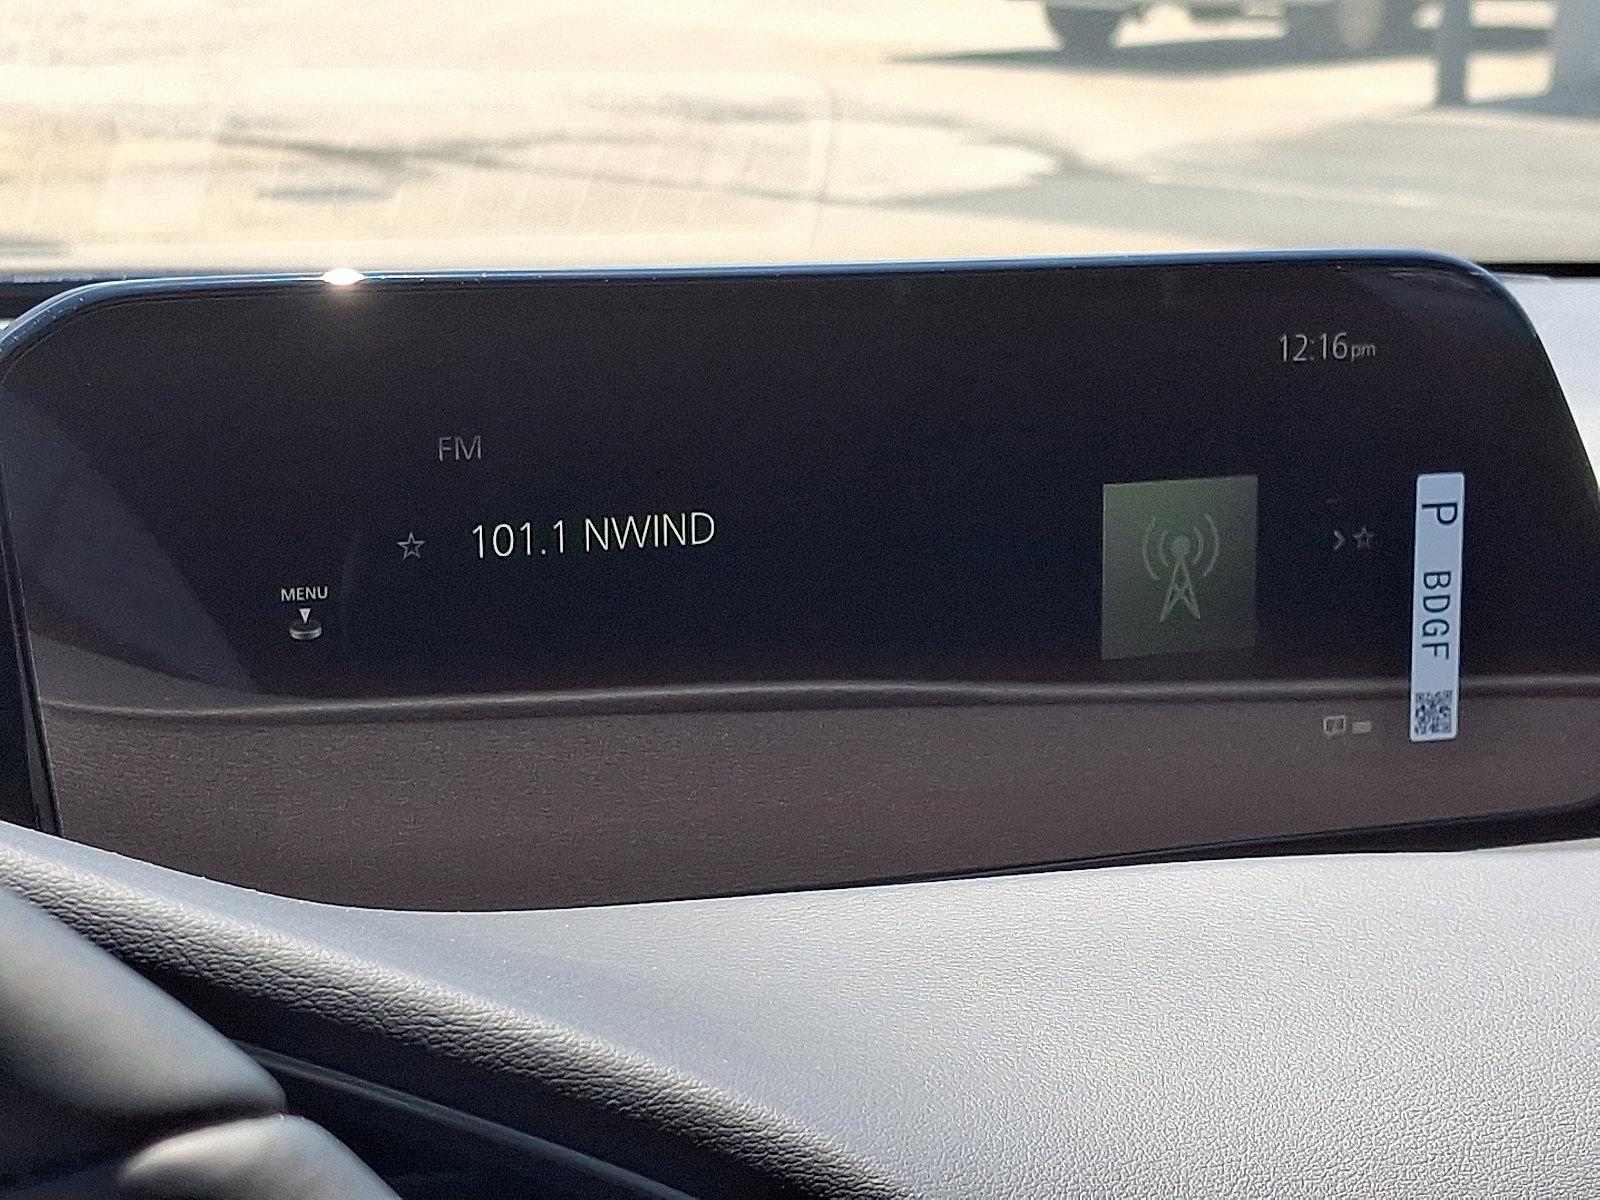 12:16pm
FM
101.1 NWIND
MENU
P BDGF